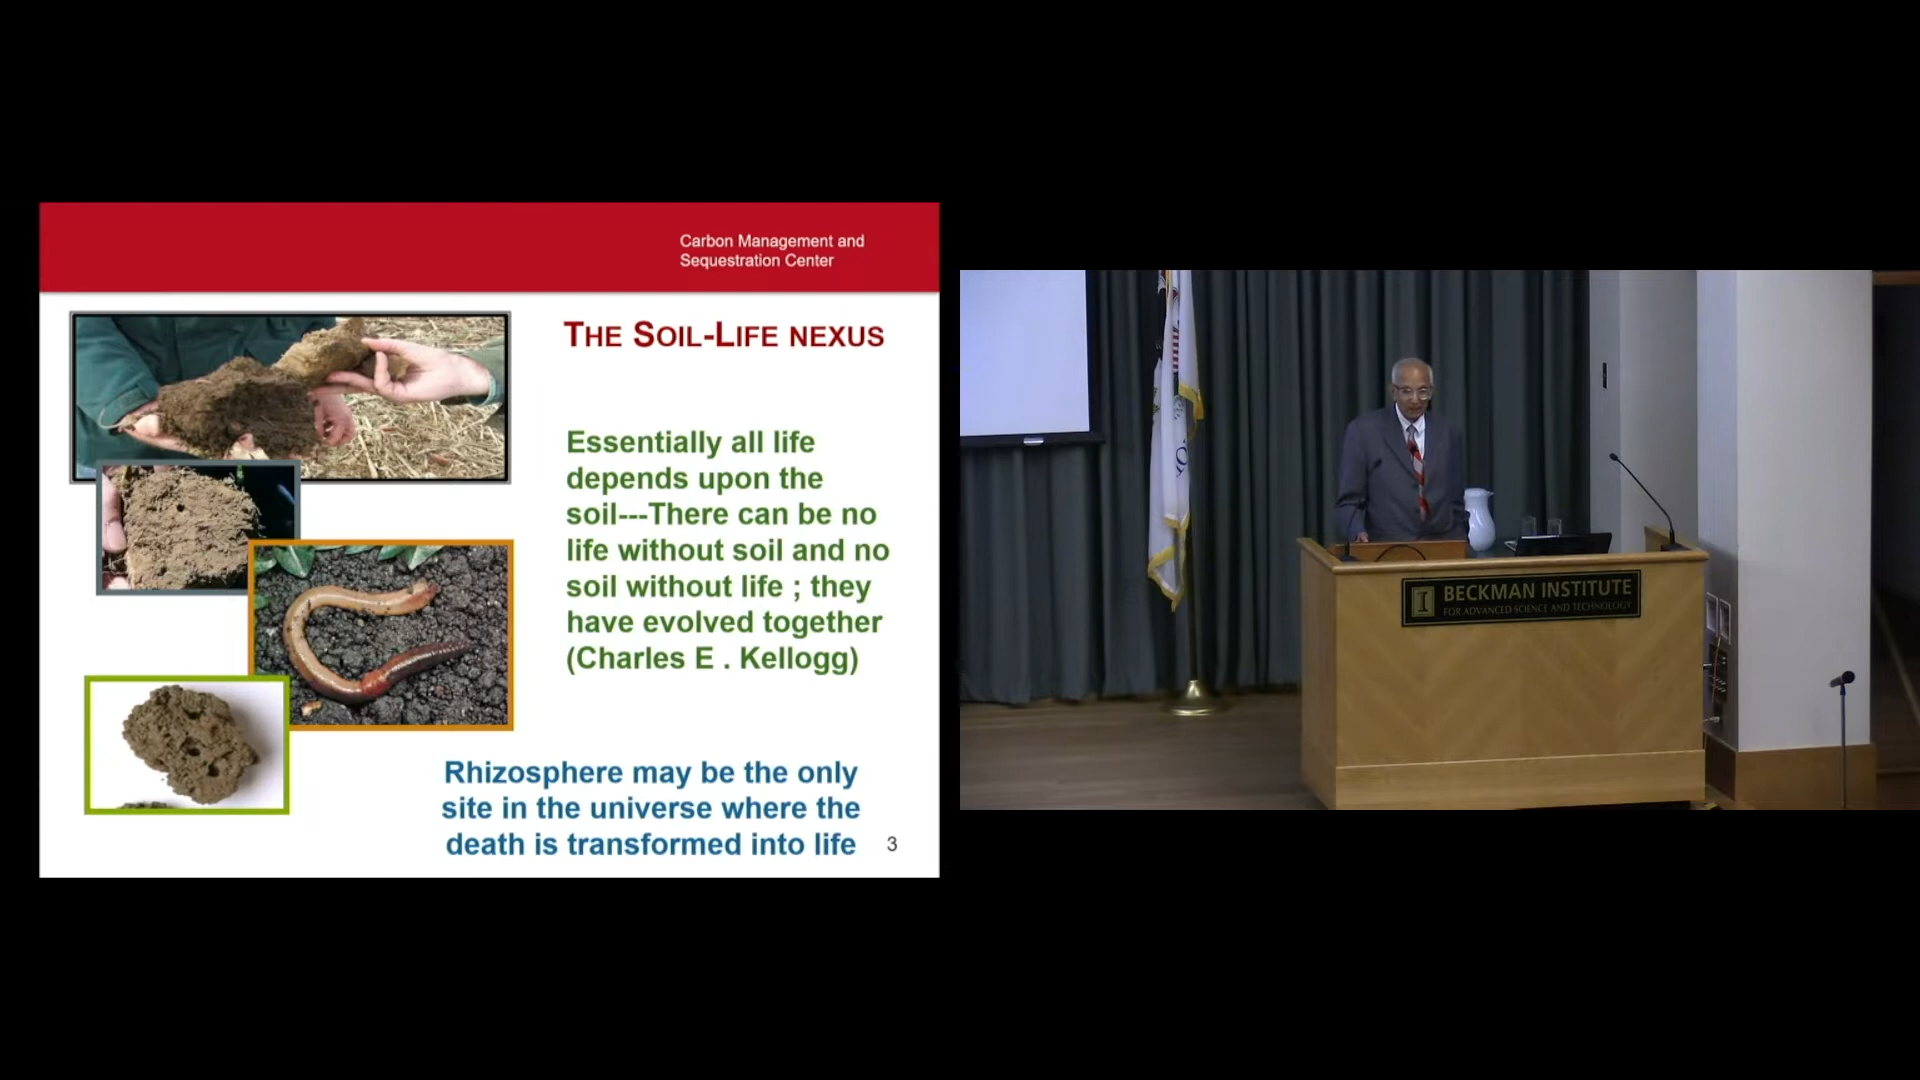 Carbon Management and
Sequestration Center
THE SOIL-LIFE NEXUS
Essentially all life
depends upon the
soil---There can be no
life without soil and no
soil without life ; they
have evolved together
(Charles E . Kellogg)
Rhizosphere may be the only
site in the universe where the
death is transformed into life
3
I BECKMAN INSTITUTE
FOR ADVANCED SCIENCE AND TECHNOLOGY